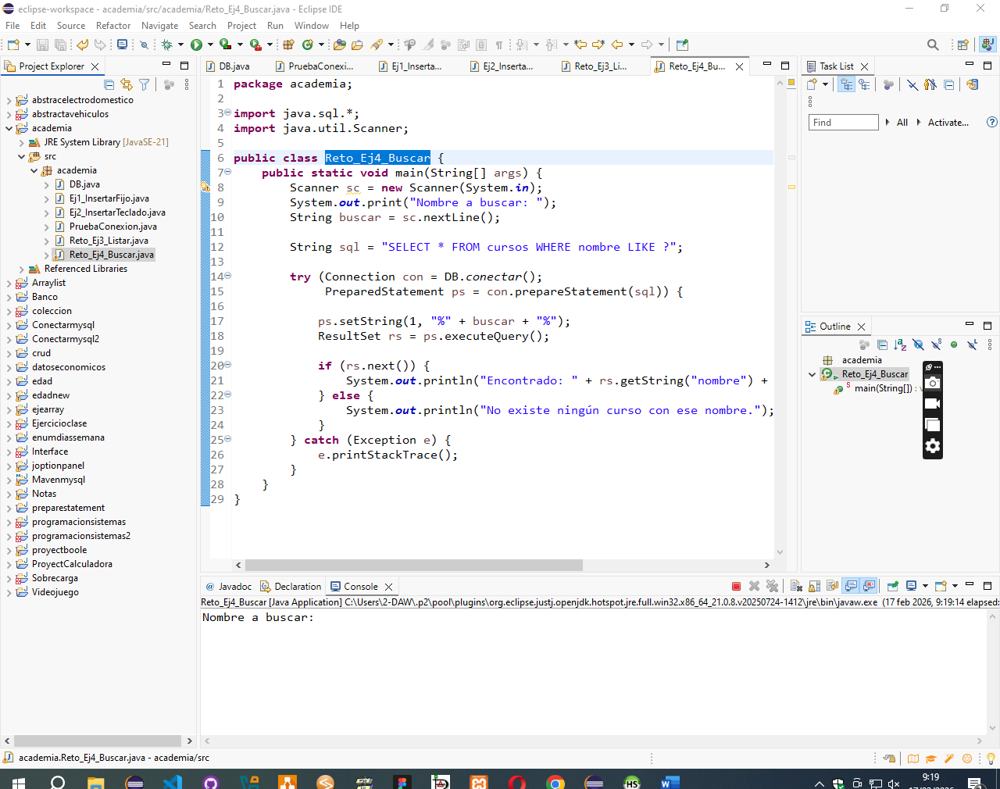 eclipse-workspace - academia/src/academia/Reto_Ej4_Buscar.java - Eclipse IDE
File Edit Source Refactor Navigate Search Project Run Window Help
Project Explorer
abstracelectrodomestico
abstractavehiculos
academia
JRE System Library [JavaSE-21]
src
academia
DB.java
Ej1_InsertarFijo.java
Ej2_InsertarTeclado.java
PruebaConexion.java
Reto_Ej3_Listar.java
Reto_Ej4_Buscar.java
Referenced Libraries
Arraylist
Banco
coleccion
Conectarmysql
Conectarmysql2
crud
datoseconomicos
edad
edadnew
ejearray
Ejercicioclase
enumdiassemana
Interface
joptionpanel
Mavenmysql
Notas
preparestatement
programacionsistemas
programacionsistemas2
proyectboole
ProyectCalculadora
Sobrecarga
Videojuego
DB.java PruebaConexi... Ej1_Inserta... Ej2_Inserta... Reto_Ej3_Li... Reto_Ej4_Bu...
1 package academia;
2
3 import java.sql.*;
4 import java.util.Scanner;
5
6 public class Reto_Ej4_Buscar {
7 public static void main(String[] args) {
8 Scanner sc = new Scanner(System.in);
9 System.out.print("Nombre a buscar: ");
10 String buscar = sc.nextLine();
11
12 String sql = "SELECT * FROM cursos WHERE nombre LIKE ?";
13
14 try (Connection con = DB.conectar();
15 PreparedStatement ps = con.prepareStatement(sql)) {
16
17 ps.setString(1, "%" + buscar + "%");
18 ResultSet rs = ps.executeQuery();
19
20 if (rs.next()) {
21 System.out.println("Encontrado: " + rs.getString("nombre") +
22 } else {
23 System.out.println("No existe ningún curso con ese nombre.");
24 }
25 } catch (Exception e) {
26 e.printStackTrace();
27 }
28 }
29 }
Task List
Find All Activate...
Outline
academia
Reto_Ej4_Buscar
main(String[]) : v
Javadoc Declaration Console
Reto_Ej4_Buscar [Java Application] C:\Users\2-DAW\.p2\pool\plugins\org.eclipse.justj.openjdk.hotspot.jre.full.win32.x86_64_21.0.8.v20250724-1412\jre\bin\javaw.exe (17 feb 2026, 9:19:14 elapsed:
Nombre a buscar:
academia.Reto_Ej4_Buscar.java - academia/src
9:19